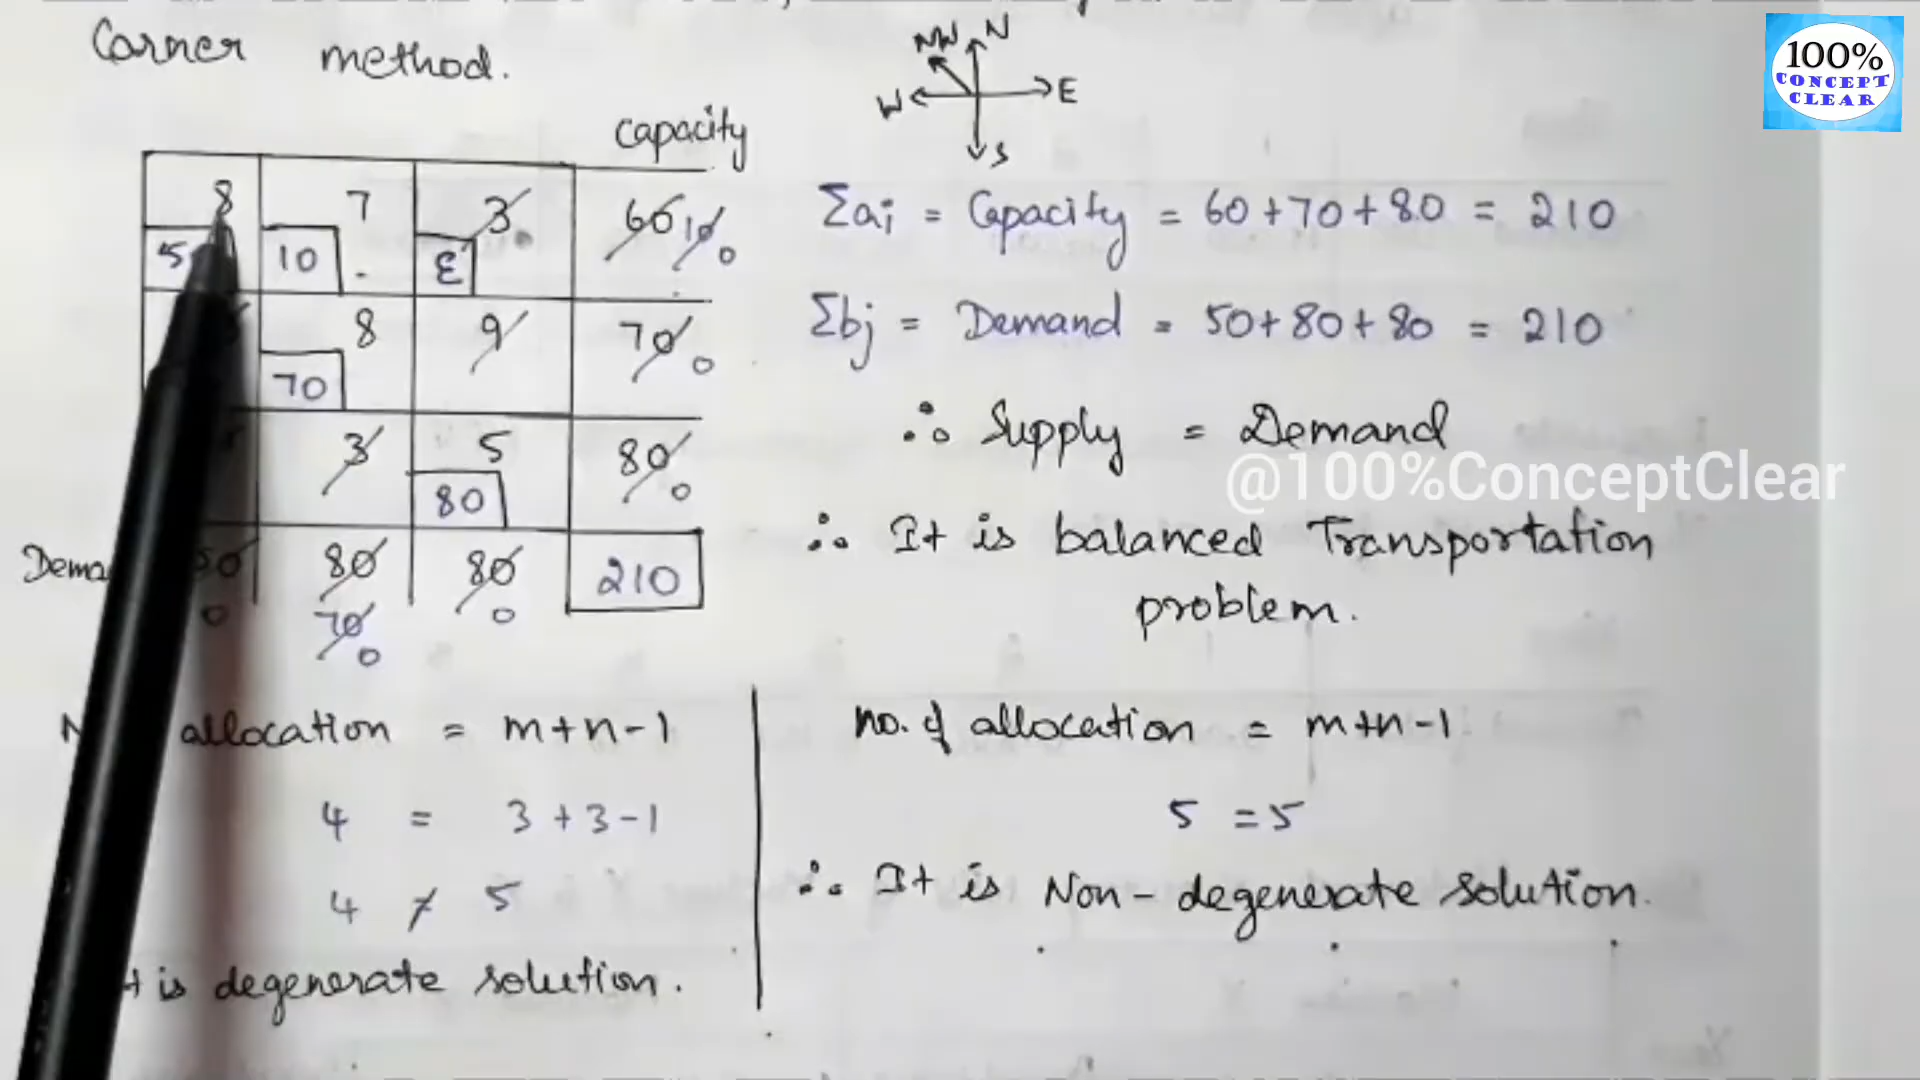 Corner method.
N
NW
W
E
S
100%
CONCEPT
CLEAR
Capacity
8 7 3 60 10 0
10 ε
8 9 70 0
70
3 5 80 0
80
80 80 210
0 70 0
0
Σai = Capacity = 60+70+80 = 210
Σbj = Demand = 50+80+80 = 210
∴ Supply = Demand
@100%ConceptClear
∴ It is balanced Transportation
problem.
allocation = m+n-1
4 = 3+3-1
4 ≠ 5
is degenerate solution.
no. of allocation = m+n-1
5 = 5
∴ It is Non-degenerate solution.